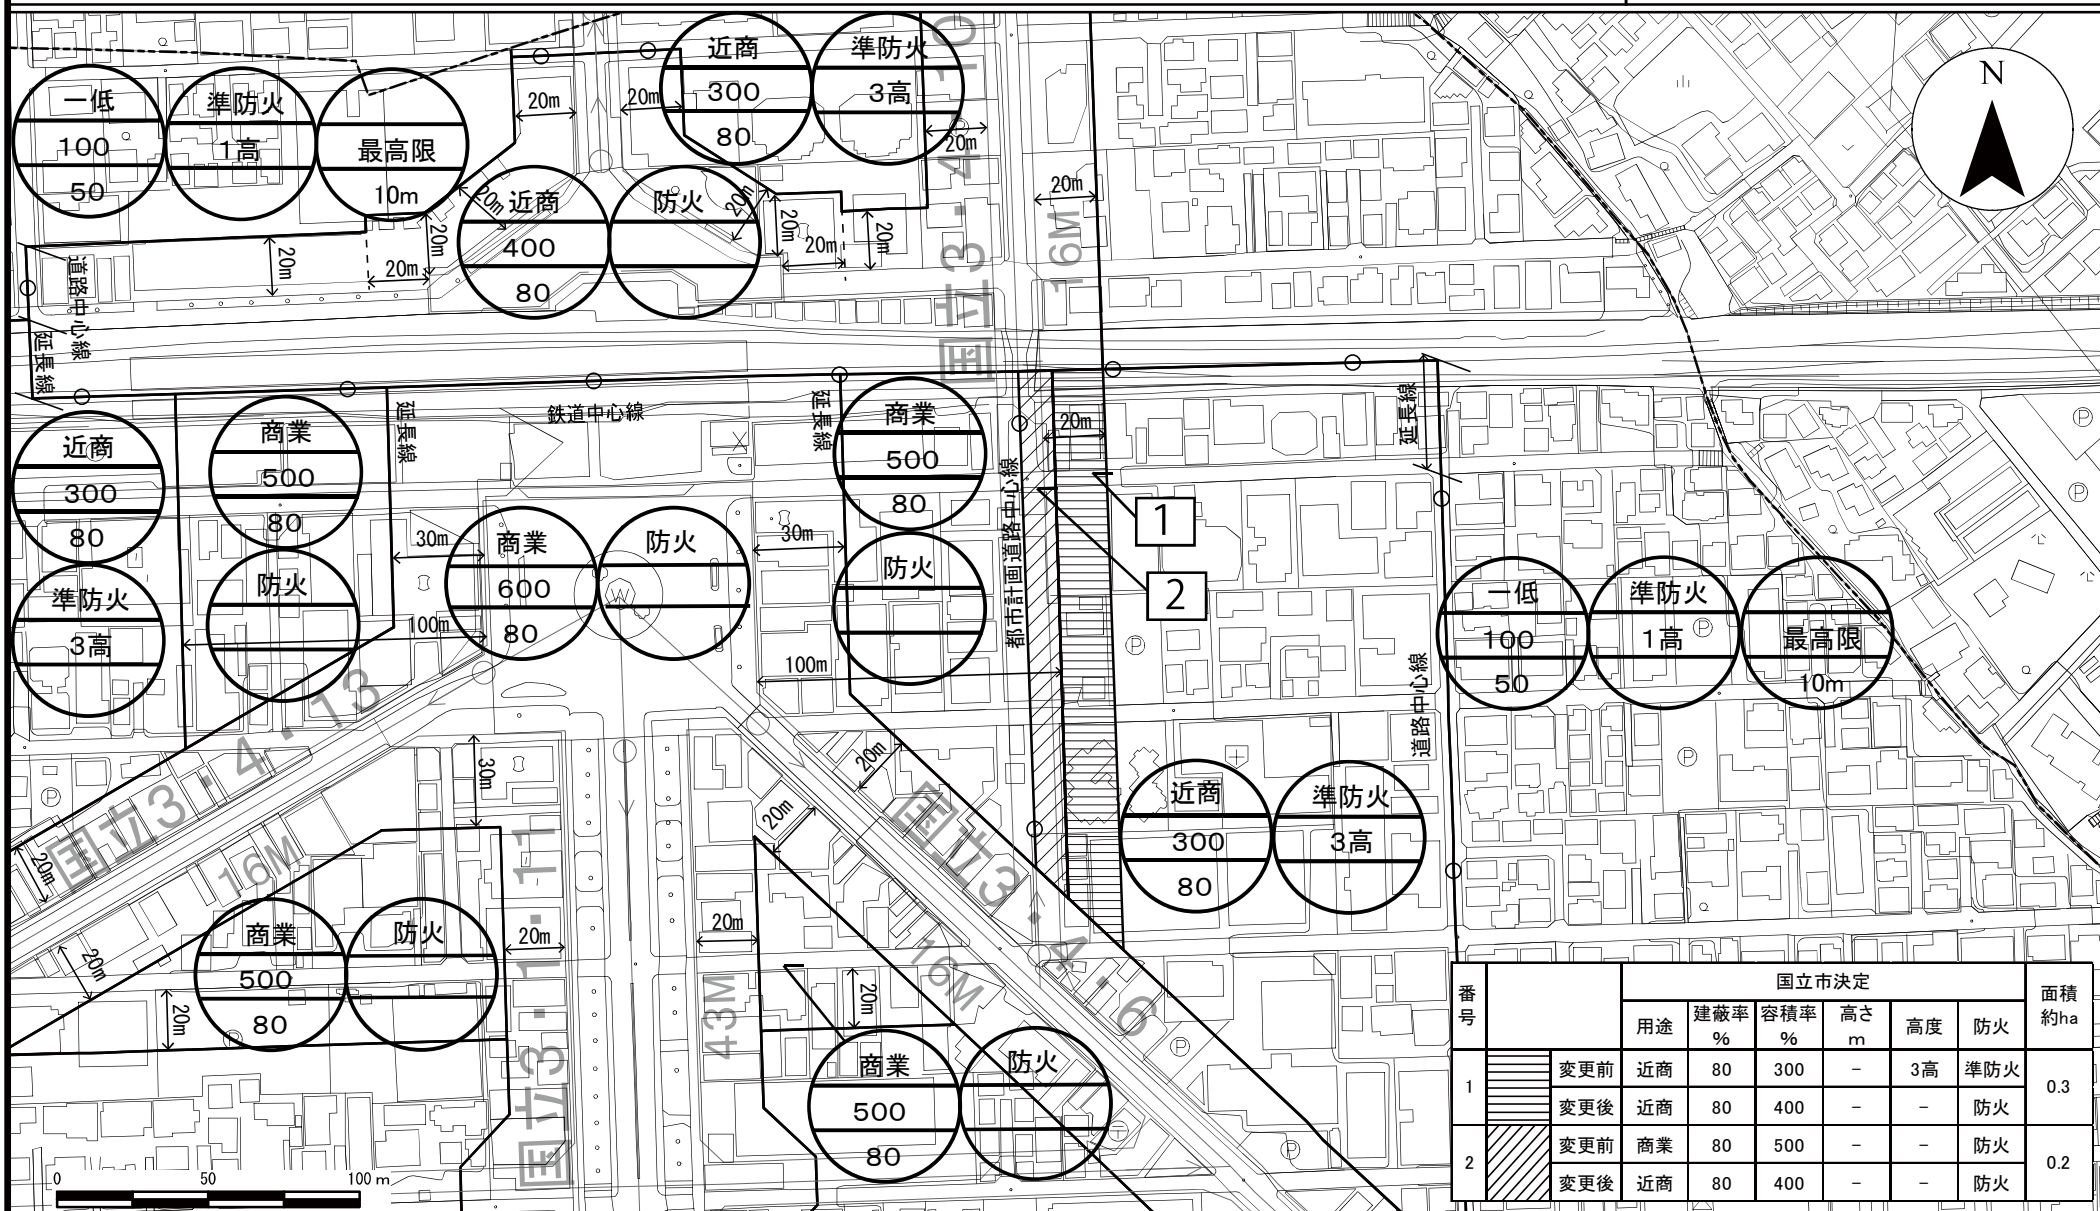 近商
300
80
準防火
3高
N
一低
100
50
準防火
1高
最高限
10m
20m
20m
20m
20m
20m
近商
400
80
防火
20m
20m
20m
20m
20m
20m
20m
国立3・4・10
16M
道路中心線
延長線
近商
300
80
準防火
3高
商業
500
80
防火
延長線
鉄道中心線
延長線
商業
500
80
防火
20m
延長線
都市計画道路中心線
30m
商業
600
80
防火
30m
1
2
100m
100m
一低
100
50
準防火
1高
最高限
10m
道路中心線
国立3・4・13
16M
30m
20m
20m
国立3・4・6
16M
近商
300
80
準防火
3高
20m
20m
20m
商業
500
80
防火
20m
国立3・1・11
43M
20m
20m
商業
500
80
防火
0 50 100 m
番号 国立市決定 面積約ha
用途 建蔽率% 容積率% 高さm 高度 防火
1 変更前 近商 80 300 - 3高 準防火 0.3
変更後 近商 80 400 - - 防火
2 変更前 商業 80 500 - - 防火 0.2
変更後 近商 80 400 - - 防火